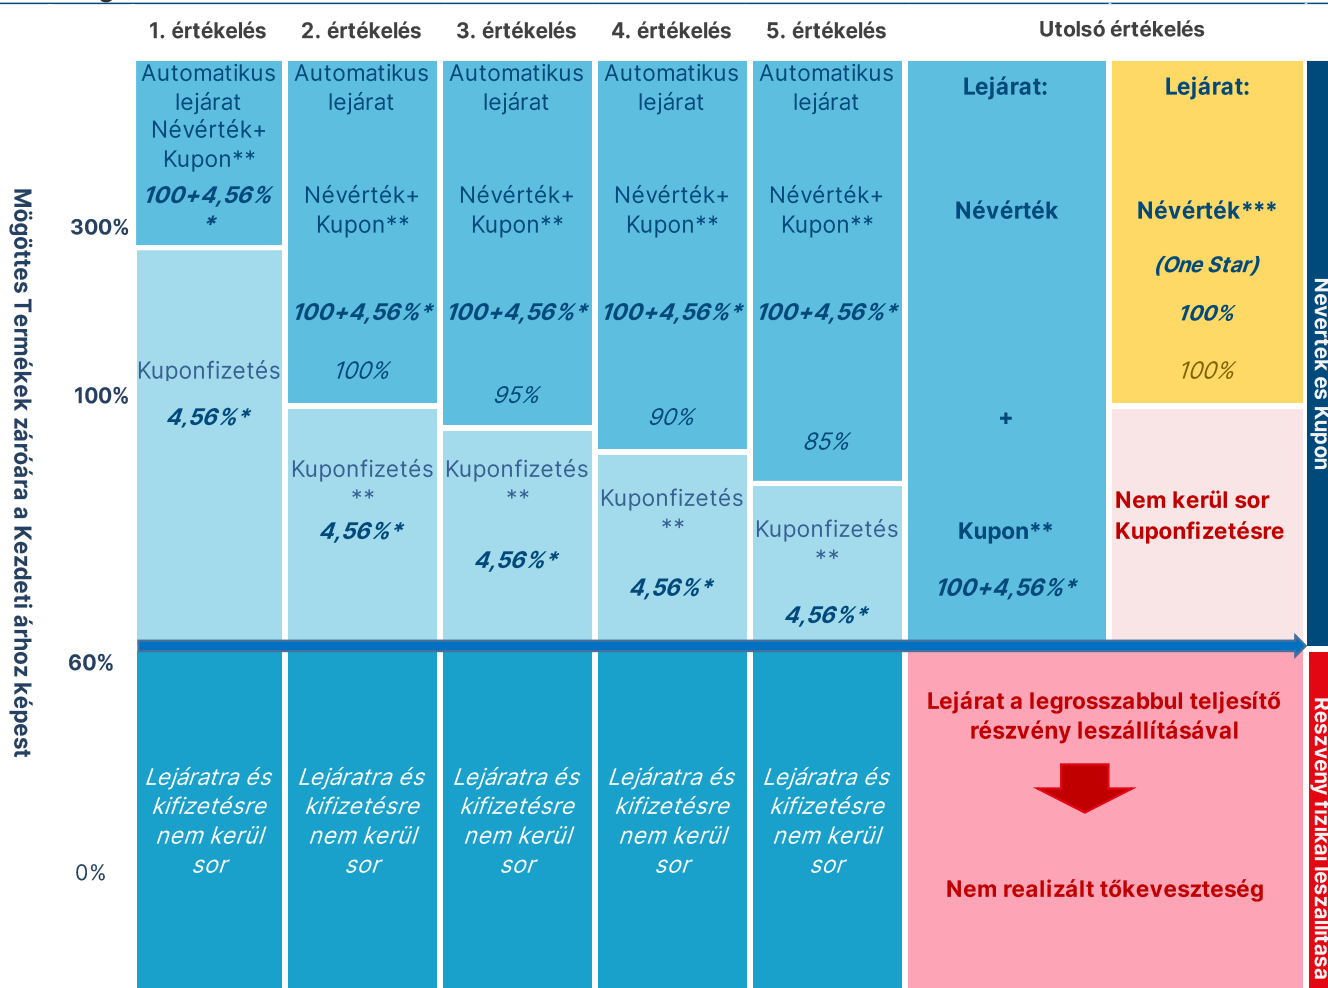 1. értékelés
2. értékelés
3. értékelés
4. értékelés
5. értékelés
Utolsó értékelés
Mögöttes Termékek záróára a Kezdeti árhoz képest
300%
100%
60%
0%
Automatikus
lejárat
Névérték+
Kupon**
100+4,56%
*
Kuponfizetés
4,56%*
Lejáratra és
kifizetésre
nem kerül
sor
Automatikus
lejárat
Névérték+
Kupon**
100+4,56%*
100%
Kuponfizetés
**
4,56%*
Lejáratra és
kifizetésre
nem kerül
sor
Automatikus
lejárat
Névérték+
Kupon**
100+4,56%*
95%
Kuponfizetés
**
4,56%*
Lejáratra és
kifizetésre
nem kerül
sor
Automatikus
lejárat
Névérték+
Kupon**
100+4,56%*
90%
Kuponfizetés
**
4,56%*
Lejáratra és
kifizetésre
nem kerül
sor
Automatikus
lejárat
Névérték+
Kupon**
100+4,56%*
85%
Kuponfizetés
**
4,56%*
Lejáratra és
kifizetésre
nem kerül
sor
Lejárat:
Névérték
+
Kupon**
100+4,56%*
Lejárat:
Névérték***
(One Star)
100%
100%
Nem kerül sor
Kuponfizetésre
Lejárat a legrosszabbul teljesítő
részvény leszállításával
Nem realizált tőkeveszteség
Névérték és Kupon
Részvény fizikai leszállítása